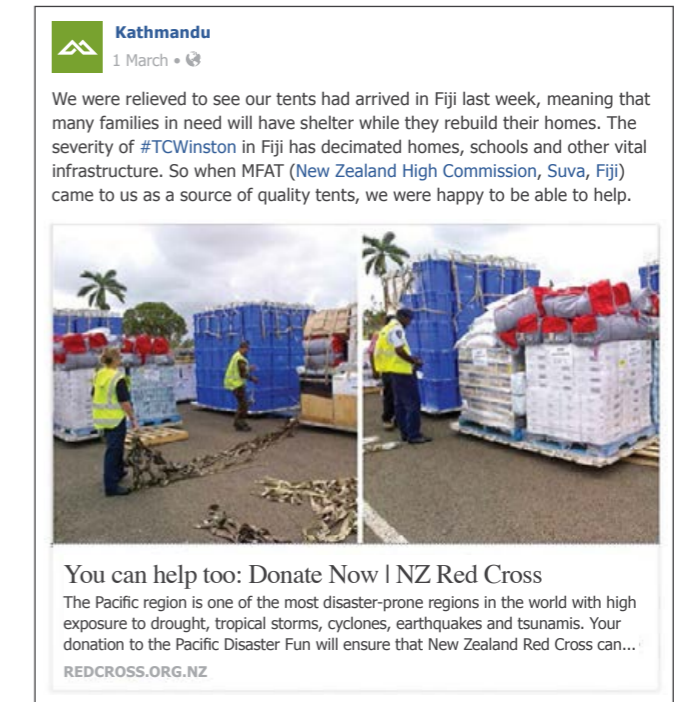 Kathmandu
1 March •
We were relieved to see our tents had arrived in Fiji last week, meaning that
many families in need will have shelter while they rebuild their homes. The
severity of #TCWinston in Fiji has decimated homes, schools and other vital
infrastructure. So when MFAT (New Zealand High Commission, Suva, Fiji)
came to us as a source of quality tents, we were happy to be able to help.
You can help too: Donate Now | NZ Red Cross
The Pacific region is one of the most disaster-prone regions in the world with high
exposure to drought, tropical storms, cyclones, earthquakes and tsunamis. Your
donation to the Pacific Disaster Fun will ensure that New Zealand Red Cross can...
REDCROSS.ORG.NZ